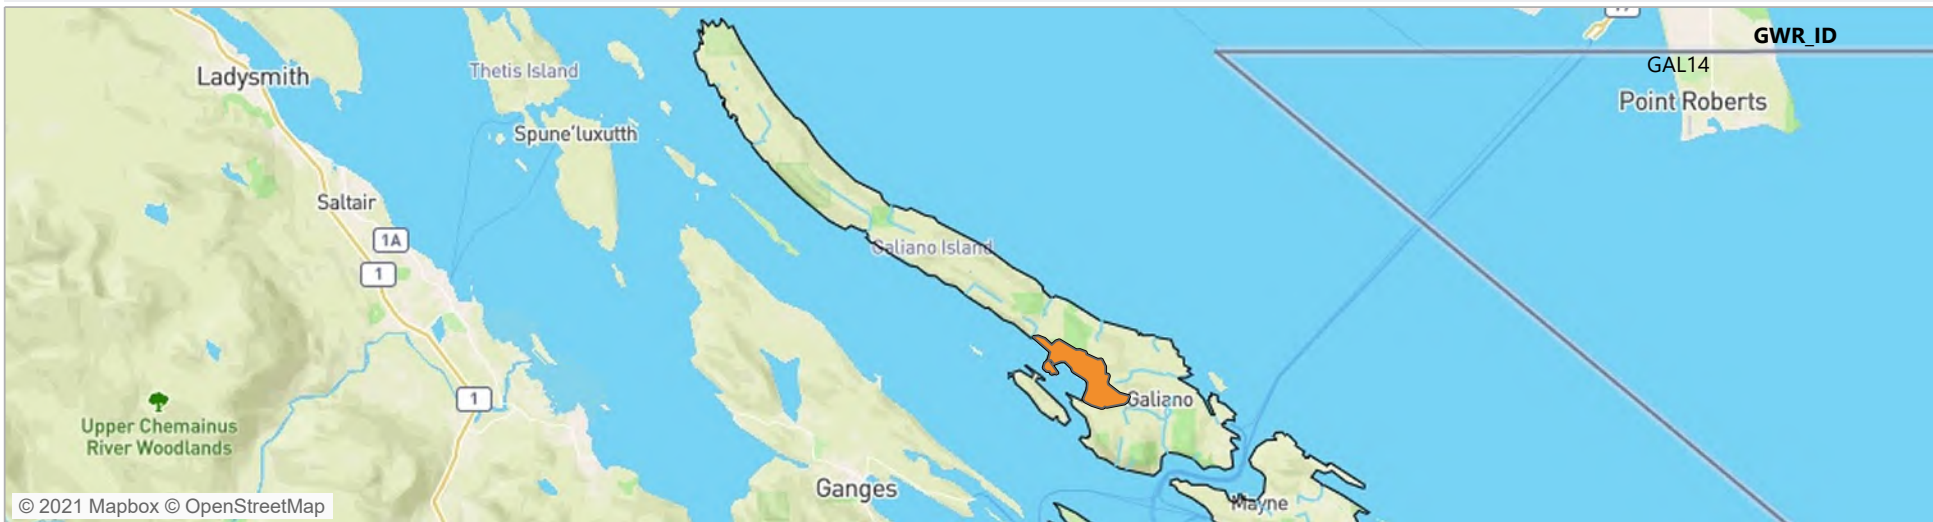 GWR_ID
GAL14
Ladysmith
Thetis Island
Point Roberts
Spune'luxutth
Saltair
1A
Galiano Island
1
1
Galiano
Upper Chemainus
River Woodlands
Ganges
Mayne
© 2021 Mapbox © OpenStreetMap